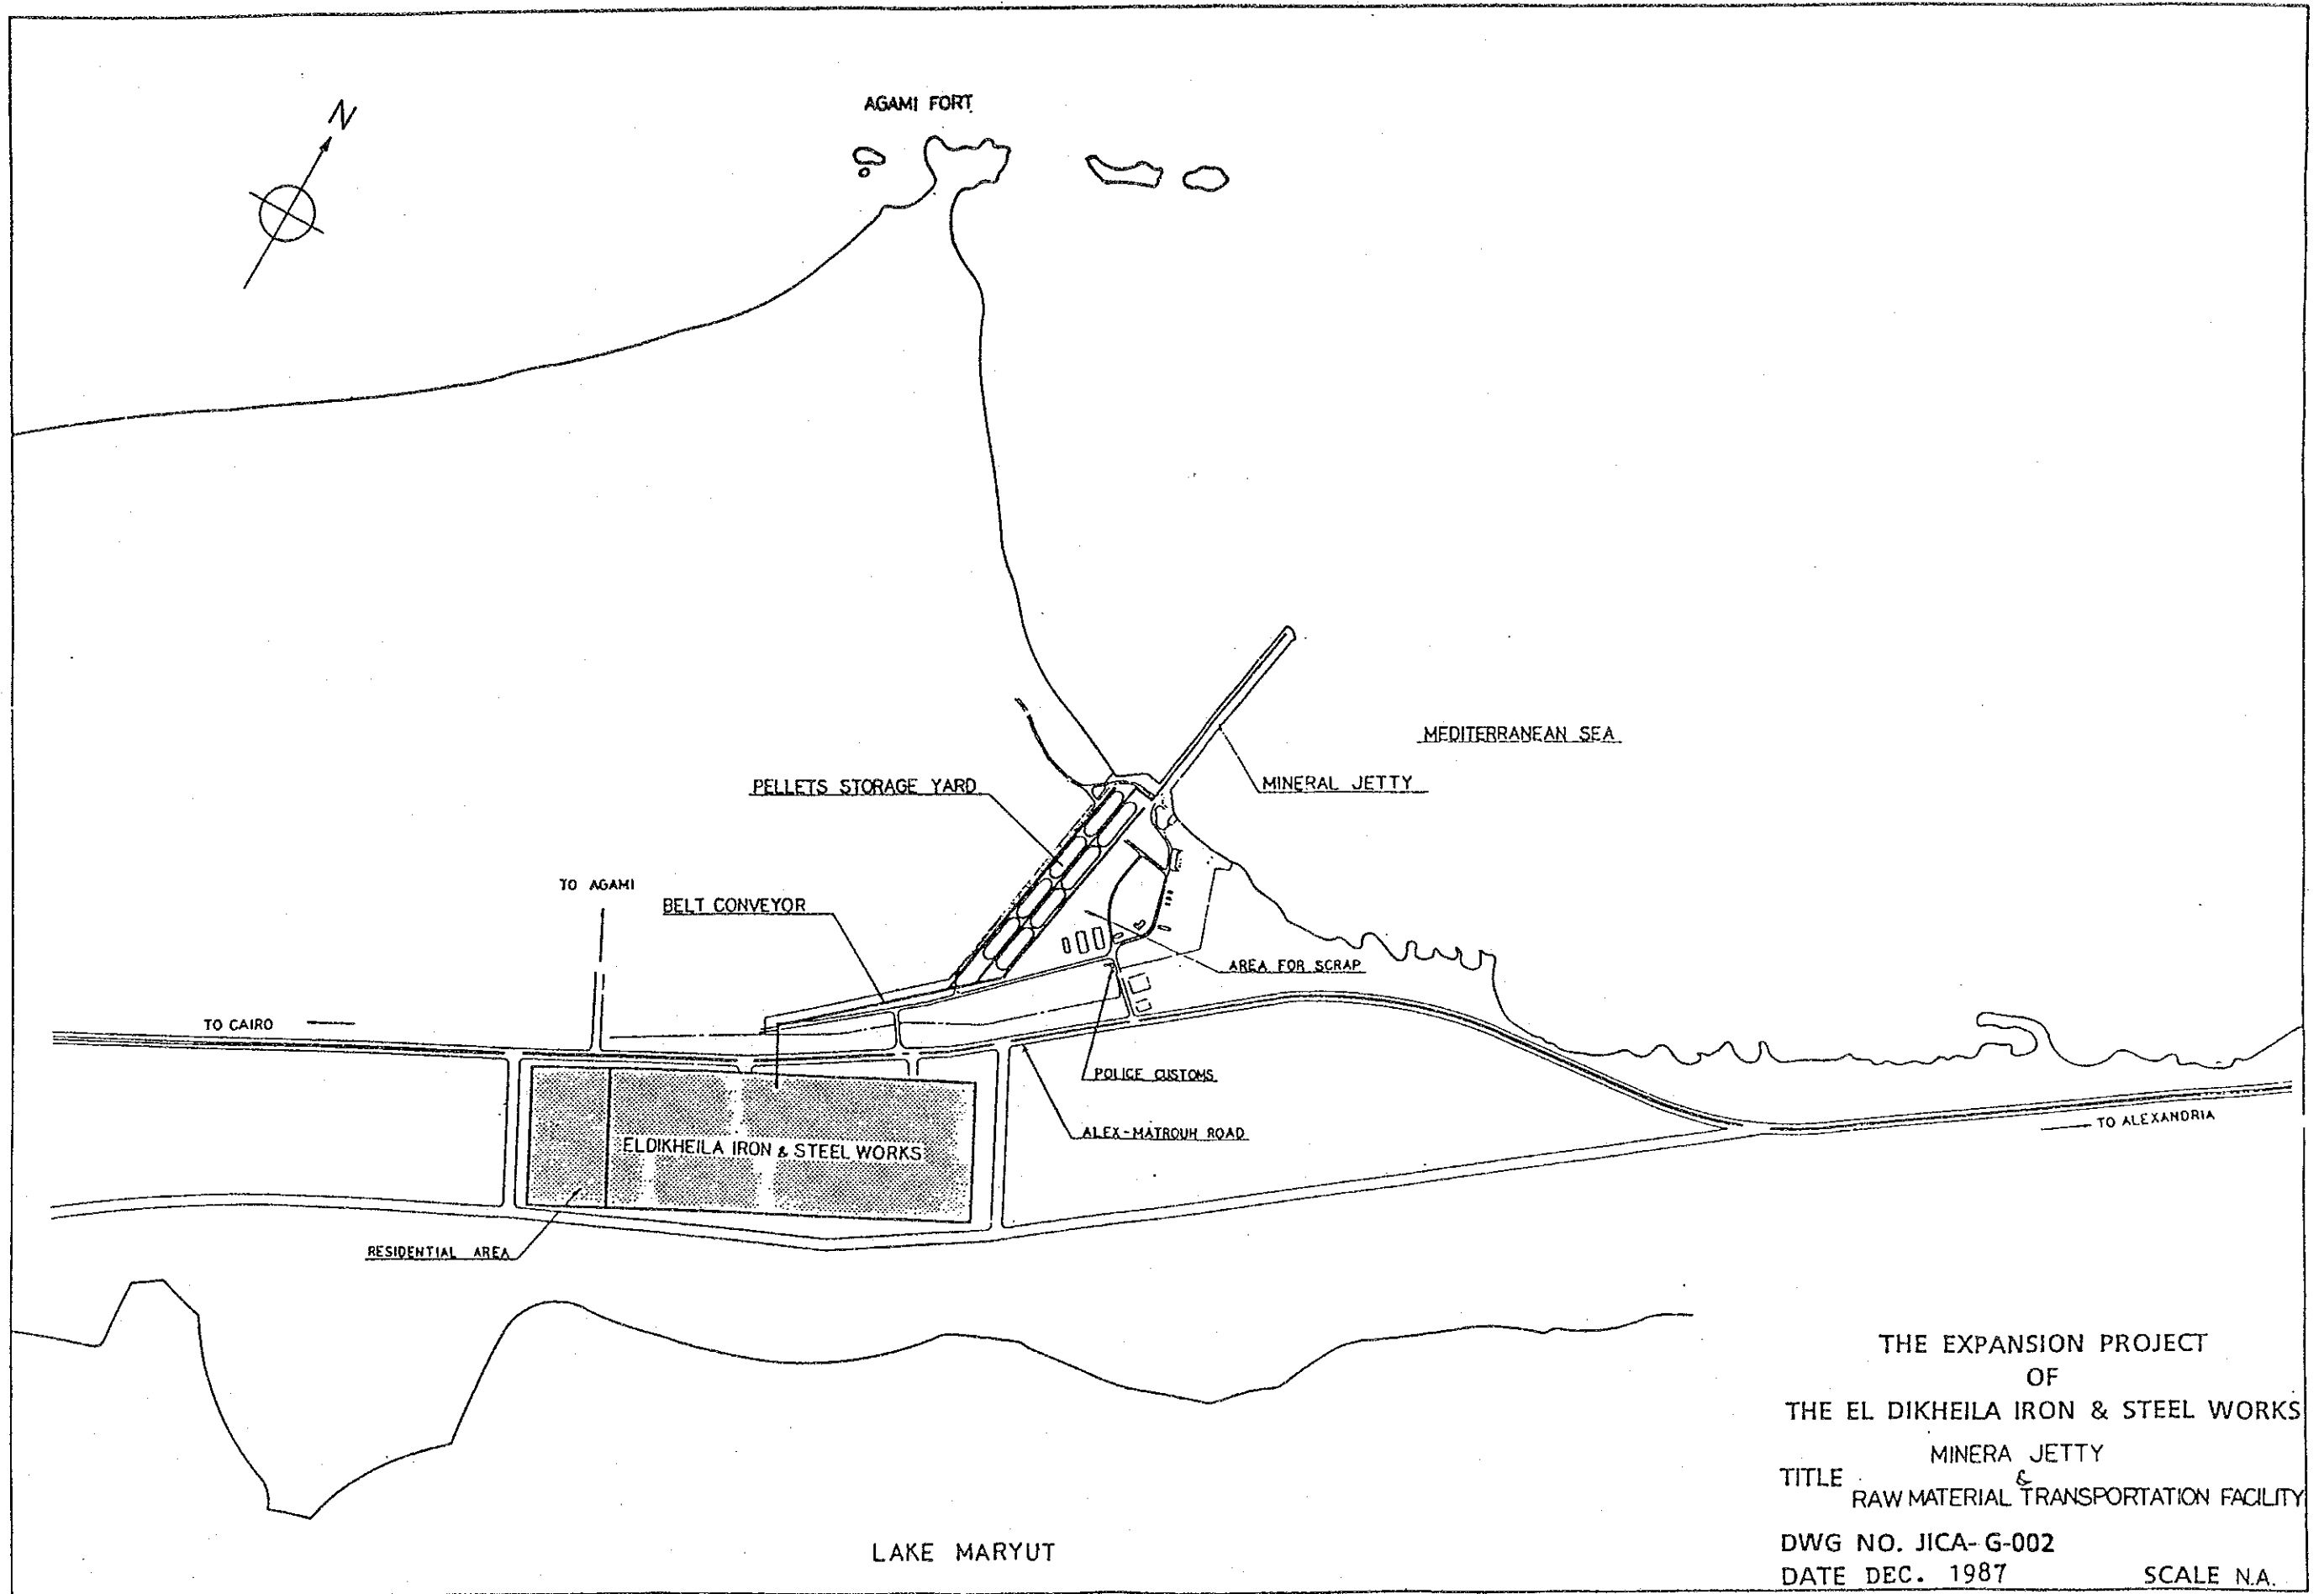 AGAMI FORT
N
MEDITERRANEAN SEA
MINERAL JETTY
PELLETS STORAGE YARD
TO AGAMI
BELT CONVEYOR
AREA FOR SCRAP
TO CAIRO
POLICE CUSTOMS
ALEX-MATROUH ROAD
TO ALEXANDRIA
ELDIKHEILA IRON & STEEL WORKS
RESIDENTIAL AREA
LAKE MARYUT
THE EXPANSION PROJECT
OF
THE EL DIKHEILA IRON & STEEL WORKS
TITLE MINERA JETTY
&
RAW MATERIAL TRANSPORTATION FACILITY
DWG NO. JICA-G-002
DATE DEC. 1987 SCALE N.A.